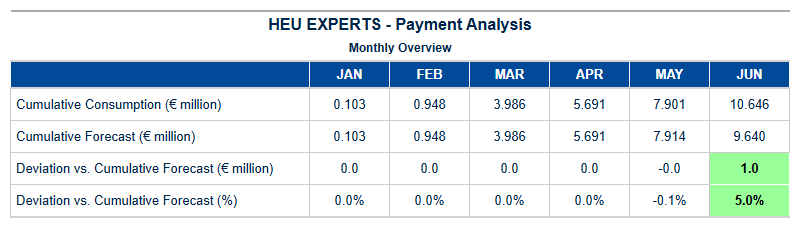 HEU EXPERTS - Payment Analysis
Monthly Overview
JAN FEB MAR APR MAY JUN
Cumulative Consumption (€ million) 0.103 0.948 3.986 5.691 7.901 10.646
Cumulative Forecast (€ million) 0.103 0.948 3.986 5.691 7.914 9.640
Deviation vs. Cumulative Forecast (€ million) 0.0 0.0 0.0 0.0 -0.0 1.0
Deviation vs. Cumulative Forecast (%) 0.0% 0.0% 0.0% 0.0% -0.1% 5.0%